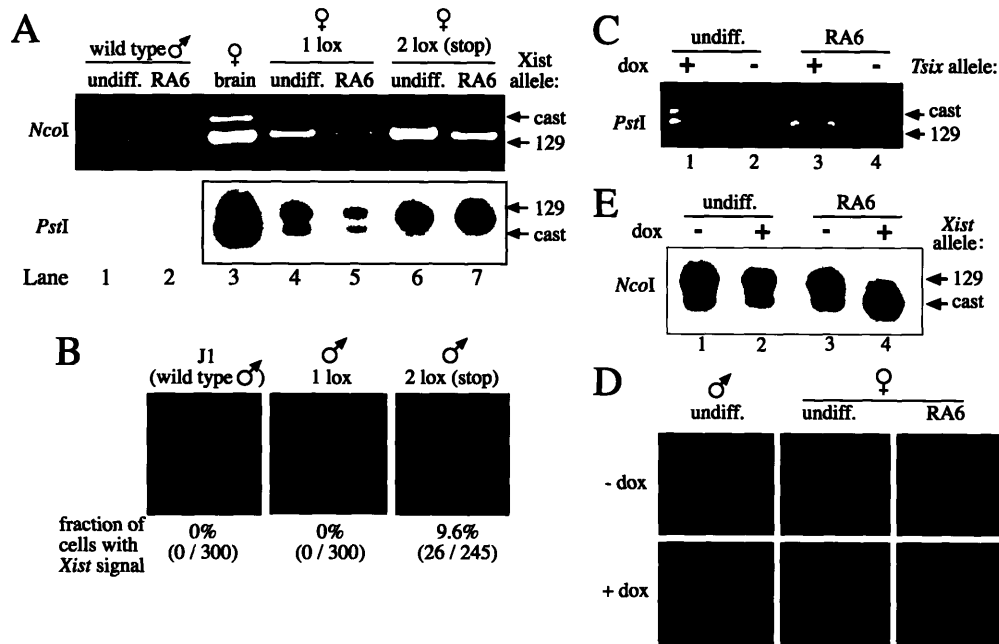 A
wild type ♂
undiff. RA6
♀
brain
♀
1 lox
undiff. RA6
♀
2 lox (stop)
undiff. RA6
Xist
allele:
NcoI
cast
129
PstI
129
cast
Lane 1 2 3 4 5 6 7
B
J1
(wild type ♂)
♂
1 lox
♂
2 lox (stop)
fraction of
cells with
Xist signal
0%
(0 / 300)
0%
(0 / 300)
9.6%
(26 / 245)
C
undiff. RA6
dox + - + - Tsix allele:
PstI
cast
129
1 2 3 4
E
undiff. RA6
dox - + - +
Xist
allele:
NcoI
129
cast
1 2 3 4
D
♂
undiff.
♀
undiff. RA6
- dox
+ dox